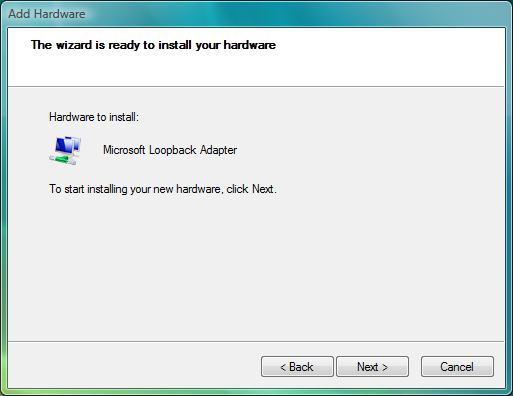 Add Hardware
The wizard is ready to install your hardware
Hardware to install:
Microsoft Loopback Adapter
To start installing your new hardware, click Next.
< Back Next > Cancel